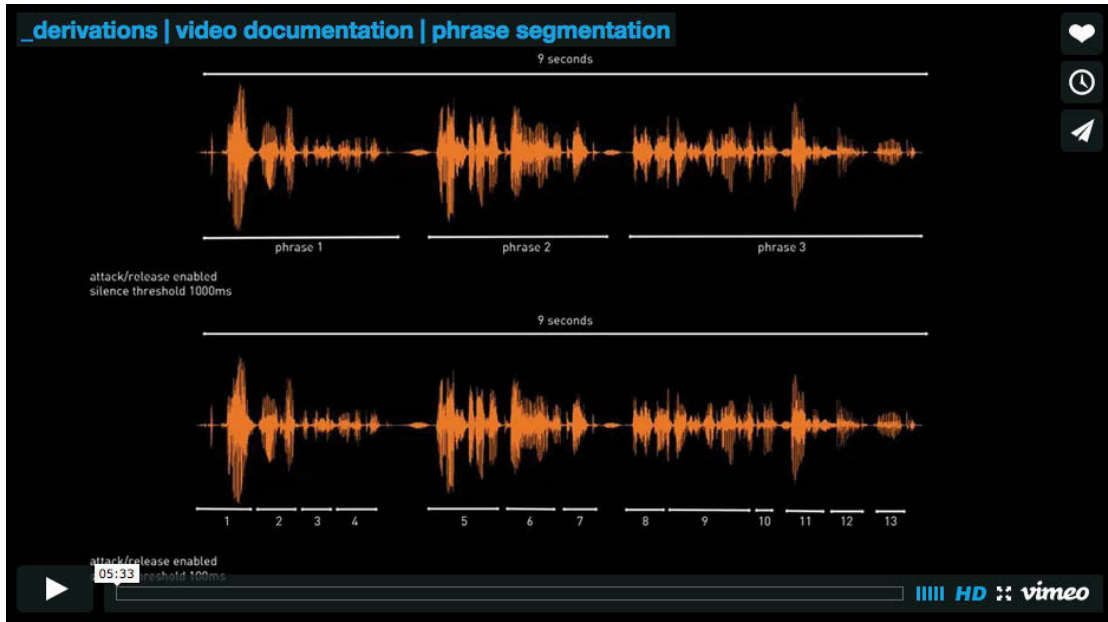 _derivations | video documentation | phrase segmentation
9 seconds
phrase 1 phrase 2 phrase 3
attack/release enabled
silence threshold 1000ms
9 seconds
1 2 3 4 5 6 7 8 9 10 11 12 13
attack/release enabled
threshold 100ms
05:33
HD vimeo